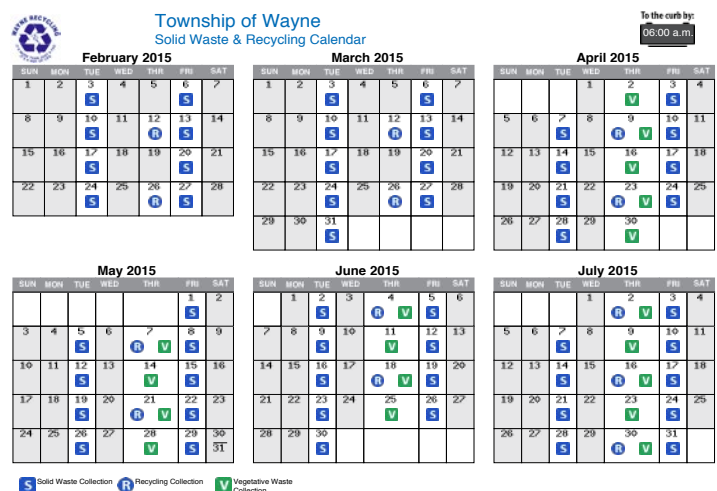 WAYNE RECYCLING
Township of Wayne
Solid Waste & Recycling Calendar
To the curb by:
06:00 a.m.
February 2015
SUN MON TUE WED THR FRI SAT
1 2 3 4 5 6 7
S S
8 9 10 11 12 13 14
S R S
15 16 17 18 19 20 21
S S
22 23 24 25 26 27 28
S R S
March 2015
SUN MON TUE WED THR FRI SAT
1 2 3 4 5 6 7
S S
8 9 10 11 12 13 14
S R S
15 16 17 18 19 20 21
S S
22 23 24 25 26 27 28
S R S
29 30 31
S
April 2015
SUN MON TUE WED THR FRI SAT
1 2 3 4
V S
5 6 7 8 9 10 11
S R V S
12 13 14 15 16 17 18
S V S
19 20 21 22 23 24 25
S R V S
26 27 28 29 30
S V
May 2015
SUN MON TUE WED THR FRI SAT
1 2
S
3 4 5 6 7 8 9
S R V S
10 11 12 13 14 15 16
S V S
17 18 19 20 21 22 23
S R V S
24 25 26 27 28 29 30
31
S V S
June 2015
SUN MON TUE WED THR FRI SAT
1 2 3 4 5 6
S R V S
7 8 9 10 11 12 13
S V S
14 15 16 17 18 19 20
S R V S
21 22 23 24 25 26 27
S V S
28 29 30
S
July 2015
SUN MON TUE WED THR FRI SAT
1 2 3 4
R V S
5 6 7 8 9 10 11
S V S
12 13 14 15 16 17 18
S R V S
19 20 21 22 23 24 25
S V S
26 27 28 29 30 31
S R V S
S Solid Waste Collection R Recycling Collection V Vegetative Waste
Collection